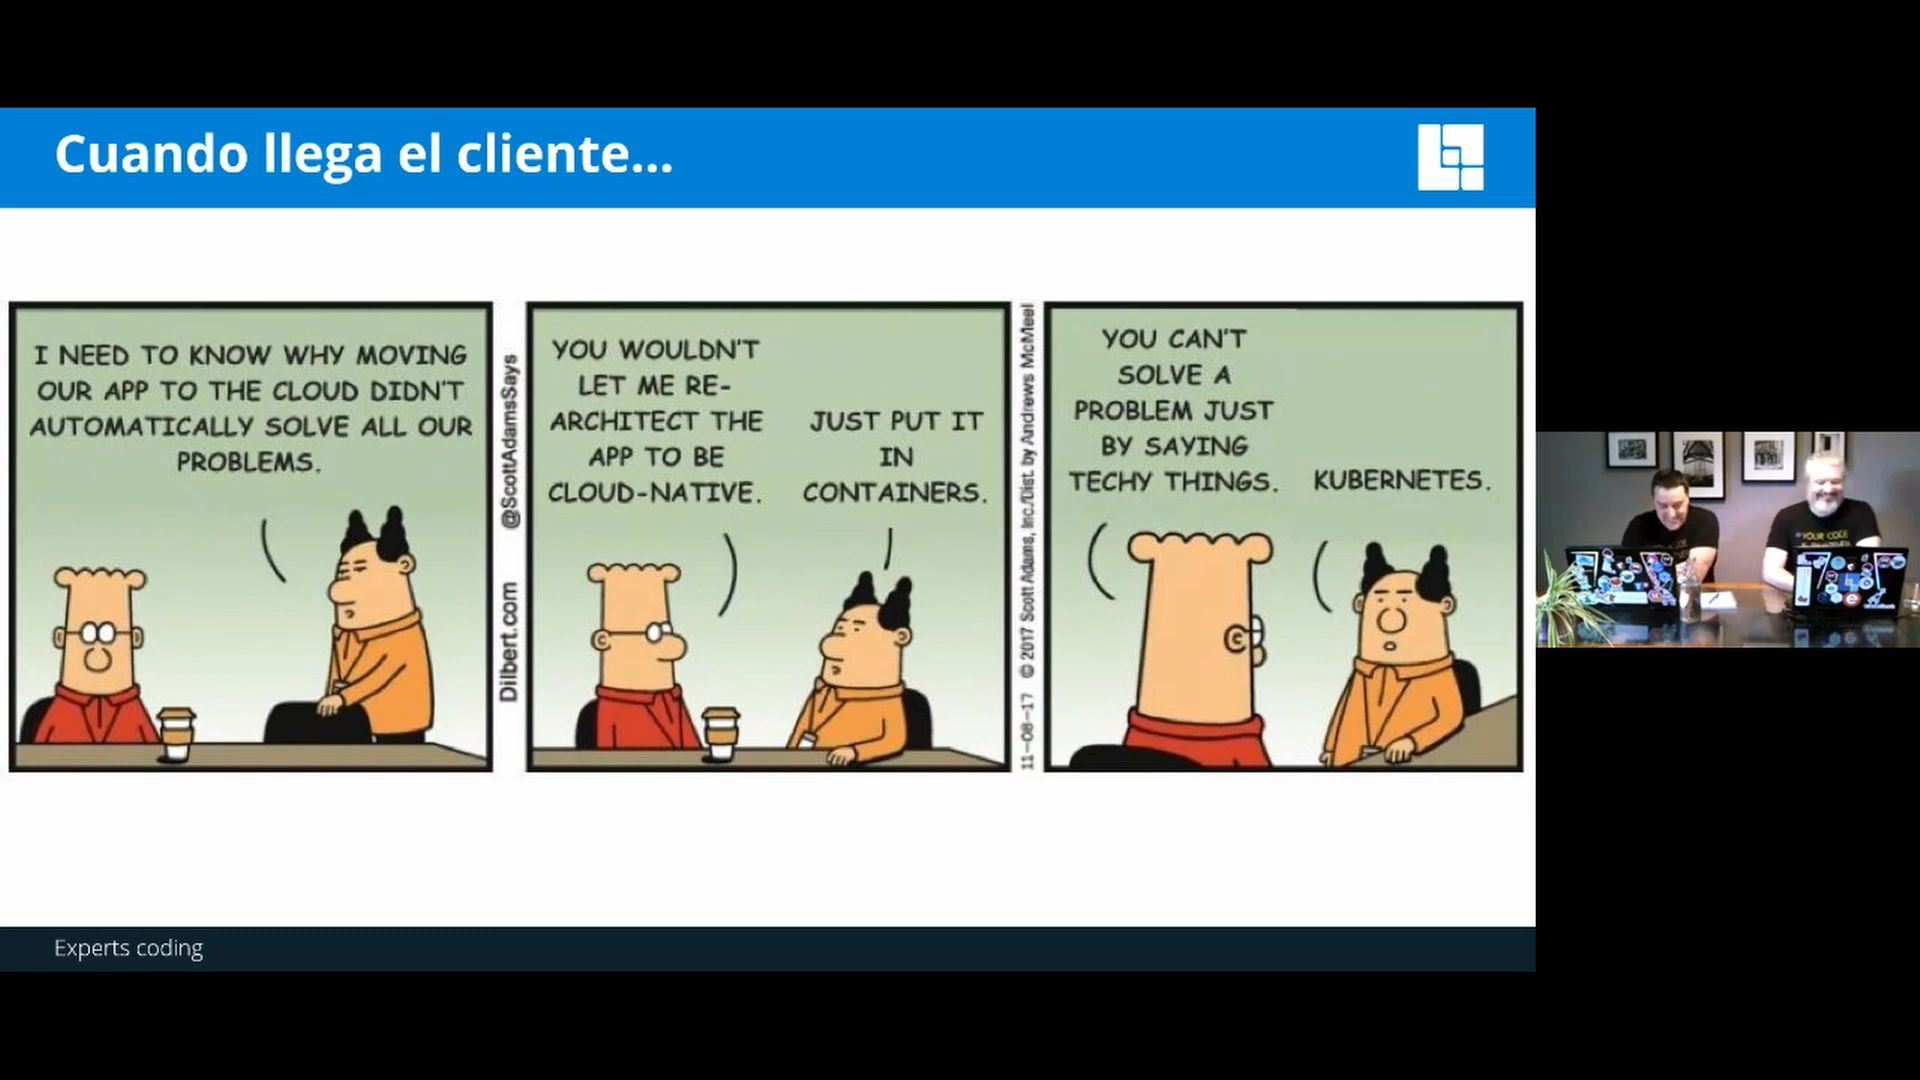 Cuando llega el cliente...
I NEED TO KNOW WHY MOVING
OUR APP TO THE CLOUD DIDN'T
AUTOMATICALLY SOLVE ALL OUR
PROBLEMS.
Dilbert.com @ScottAdamsSays
YOU WOULDN'T
LET ME RE-
ARCHITECT THE
APP TO BE
CLOUD-NATIVE.
JUST PUT IT
IN
CONTAINERS.
11-08-17 © 2017 Scott Adams, Inc./Dist. by Andrews McMeel
YOU CAN'T
SOLVE A
PROBLEM JUST
BY SAYING
TECHY THINGS.
KUBERNETES.
YOUR CODE
Experts coding